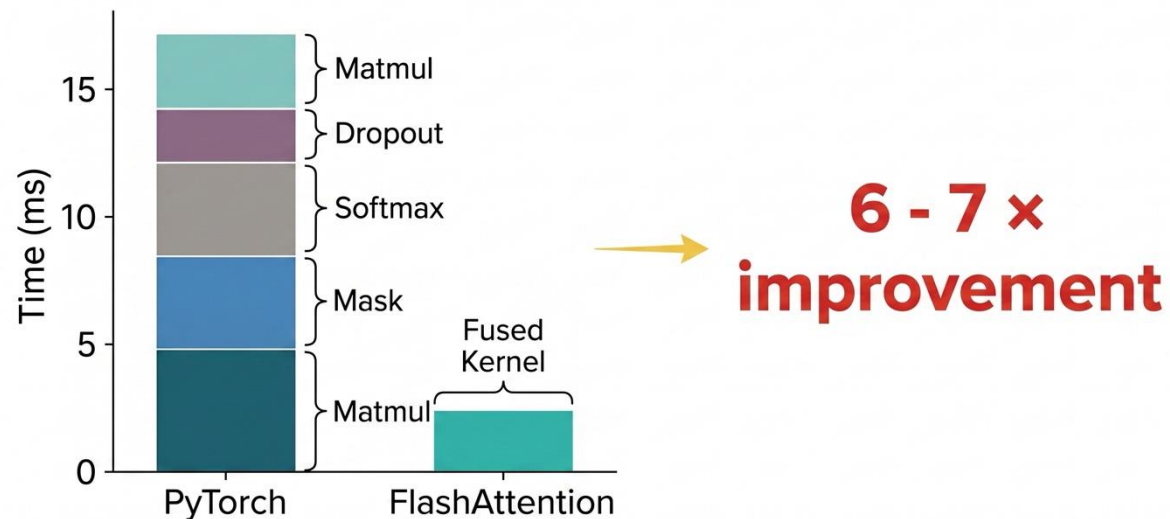 Time (ms)
15
10
5
0
Matmul
Dropout
Softmax
Mask
Matmul
Fused
Kernel
PyTorch
FlashAttention
6 - 7 ×
improvement